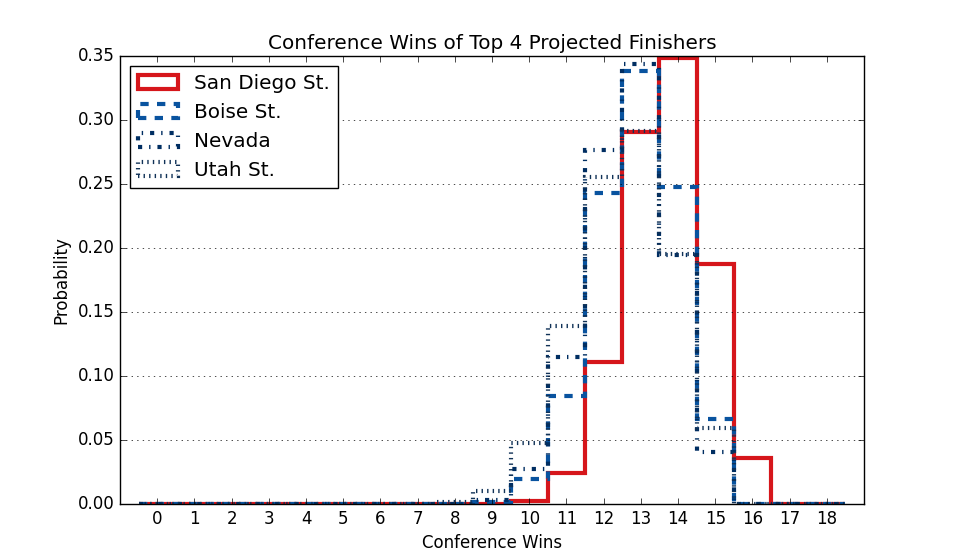 Conference Wins of Top 4 Projected Finishers
San Diego St.
Boise St.
Nevada
Utah St.
0.35
0.30
0.25
0.20
0.15
0.10
0.05
0.00
Probability
0 1 2 3 4 5 6 7 8 9 10 11 12 13 14 15 16 17 18
Conference Wins